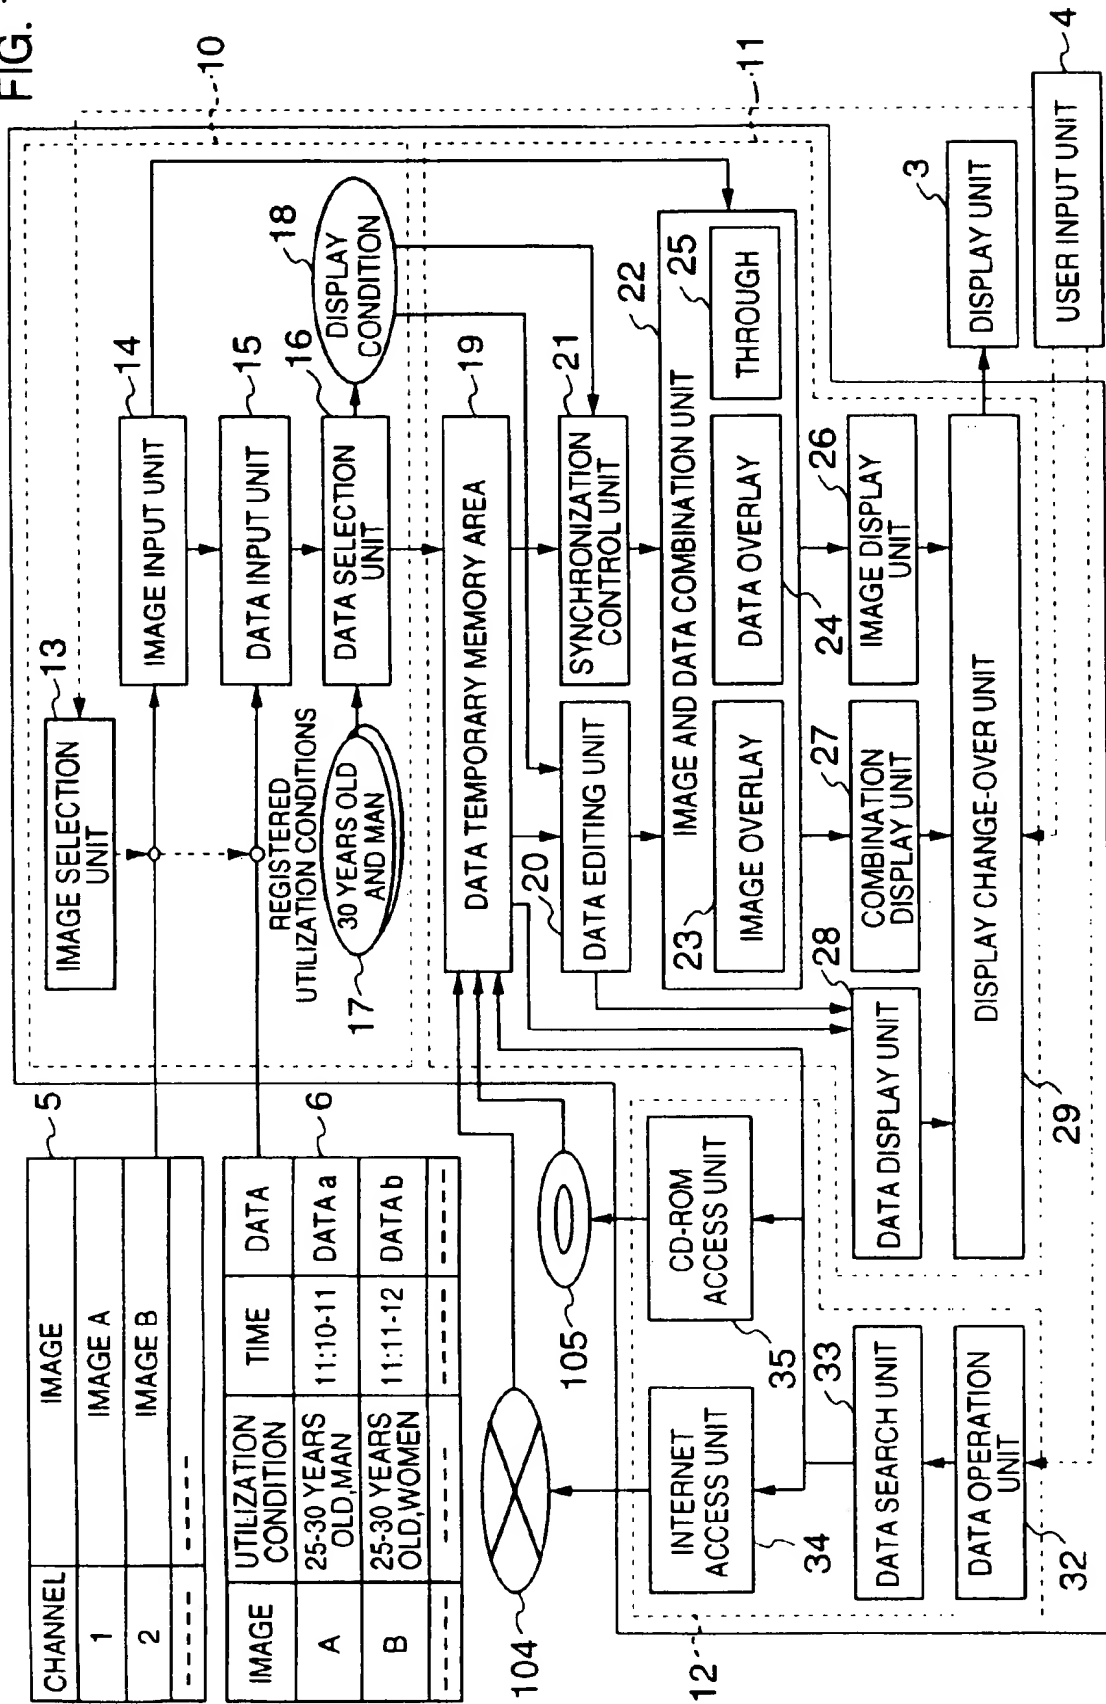 FIG.
CHANNEL
IMAGE
1
IMAGE A
2
IMAGE B
5
IMAGE
UTILIZATION
CONDITION
TIME
DATA
A
25-30 YEARS
OLD,MAN
11:10-11
DATA a
B
25-30 YEARS
OLD,WOMEN
11:11-12
DATA b
6
10
IMAGE SELECTION
UNIT
13
IMAGE INPUT UNIT
14
DATA INPUT UNIT
15
REGISTERED
UTILIZATION CONDITIONS
30 YEARS OLD
AND MAN
17
DATA SELECTION
UNIT
16
DISPLAY
CONDITION
18
11
DATA TEMPORARY MEMORY AREA
19
20
DATA EDITING UNIT
SYNCHRONIZATION
CONTROL UNIT
21
IMAGE AND DATA COMBINATION UNIT
22
23
IMAGE OVERLAY
DATA OVERLAY
24
THROUGH
25
28
DATA DISPLAY UNIT
COMBINATION
DISPLAY UNIT
27
IMAGE DISPLAY
UNIT
26
DISPLAY CHANGE-OVER UNIT
29
DISPLAY UNIT
3
USER INPUT UNIT
4
104
105
12
INTERNET
ACCESS UNIT
34
CD-ROM
ACCESS UNIT
35
DATA SEARCH UNIT
33
DATA OPERATION
UNIT
32